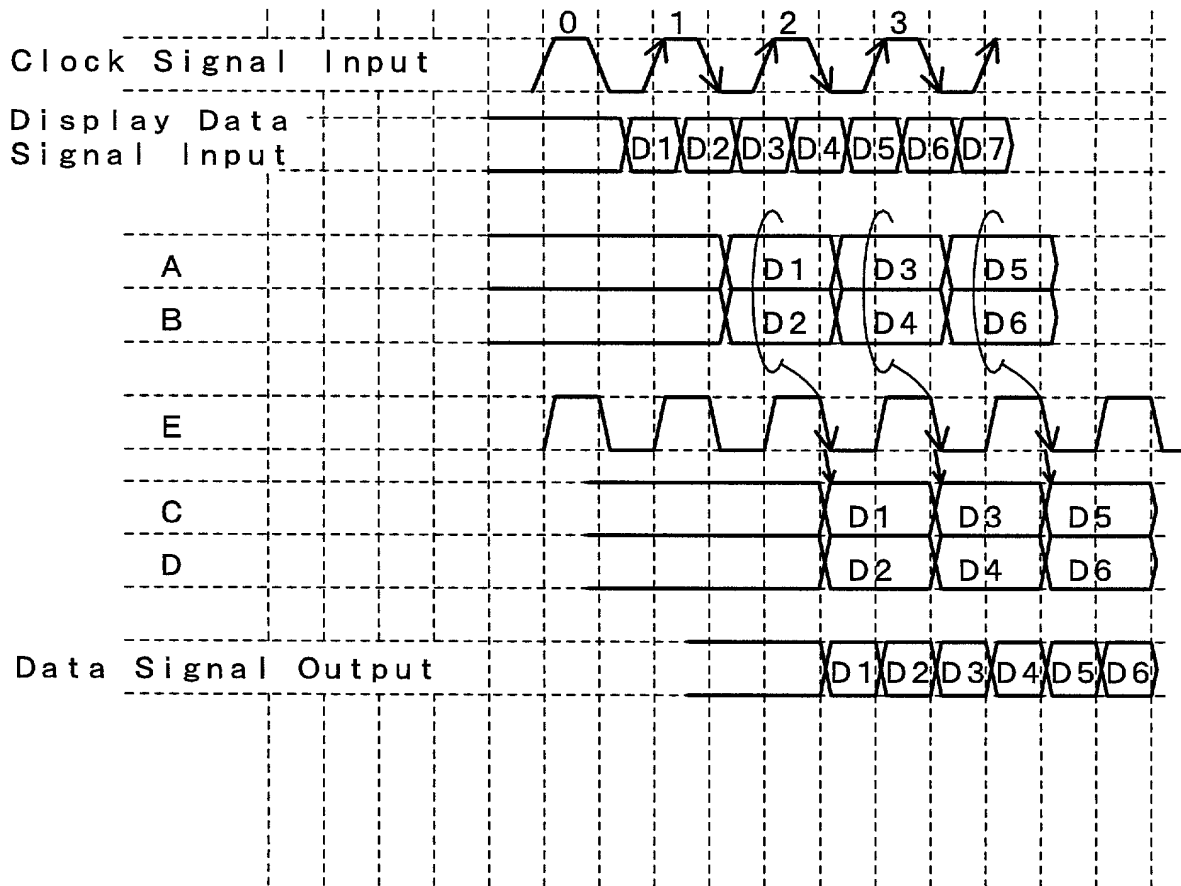 0 1 2 3
Clock Signal Input
Display Data
Signal Input
D1 D2 D3 D4 D5 D6 D7
A D1 D3 D5
B D2 D4 D6
E
C D1 D3 D5
D D2 D4 D6
Data Signal Output D1 D2 D3 D4 D5 D6